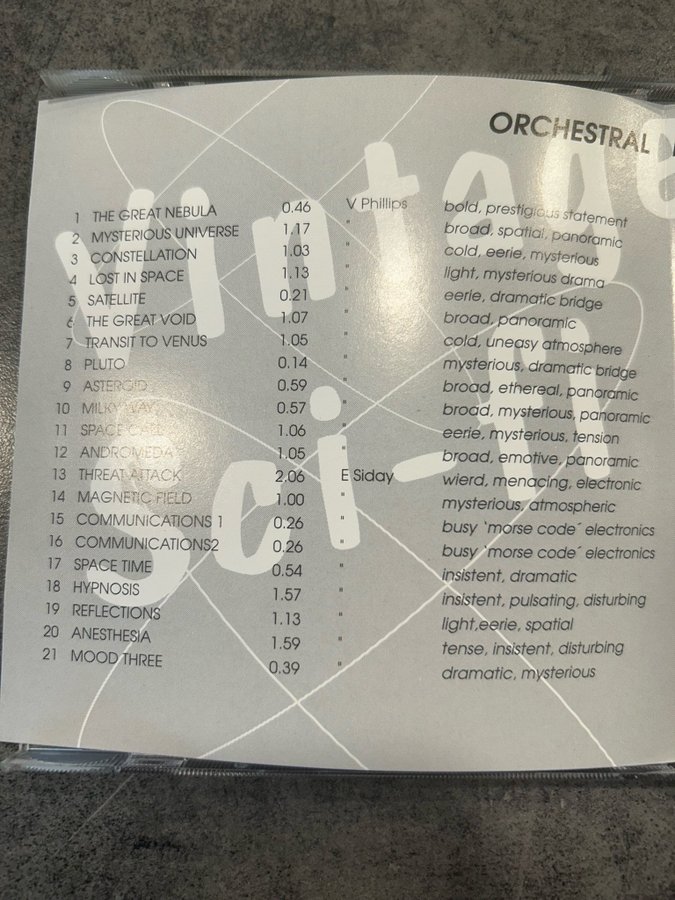 ORCHESTRAL
Vintage
Sci-fi
1 THE GREAT NEBULA 0.46 V Phillips bold, prestigious statement
2 MYSTERIOUS UNIVERSE 1.17 " broad, spatial, panoramic
3 CONSTELLATION 1.03 " cold, eerie, mysterious
4 LOST IN SPACE 1.13 " light, mysterious drama
5 SATELLITE 0.21 " eerie, dramatic bridge
6 THE GREAT VOID 1.07 " broad, panoramic
7 TRANSIT TO VENUS 1.05 " cold, uneasy atmosphere
8 PLUTO 0.14 " mysterious, dramatic bridge
9 ASTEROID 0.59 " broad, ethereal, panoramic
10 MILKY WAY 0.57 " broad, mysterious, panoramic
11 SPACE 1.06 " eerie, mysterious, tension
12 ANDROMEDA 1.05 " broad, emotive, panoramic
13 THREAT ATTACK 2.06 E Siday wierd, menacing, electronic
14 MAGNETIC FIELD 1.00 " mysterious, atmospheric
15 COMMUNICATIONS 1 0.26 " busy ‘morse code´ electronics
16 COMMUNICATIONS2 0.26 " busy ‘morse code´ electronics
17 SPACE TIME 0.54 " insistent, dramatic
18 HYPNOSIS 1.57 " insistent, pulsating, disturbing
19 REFLECTIONS 1.13 " light,eerie, spatial
20 ANESTHESIA 1.59 " tense, insistent, disturbing
21 MOOD THREE 0.39 " dramatic, mysterious